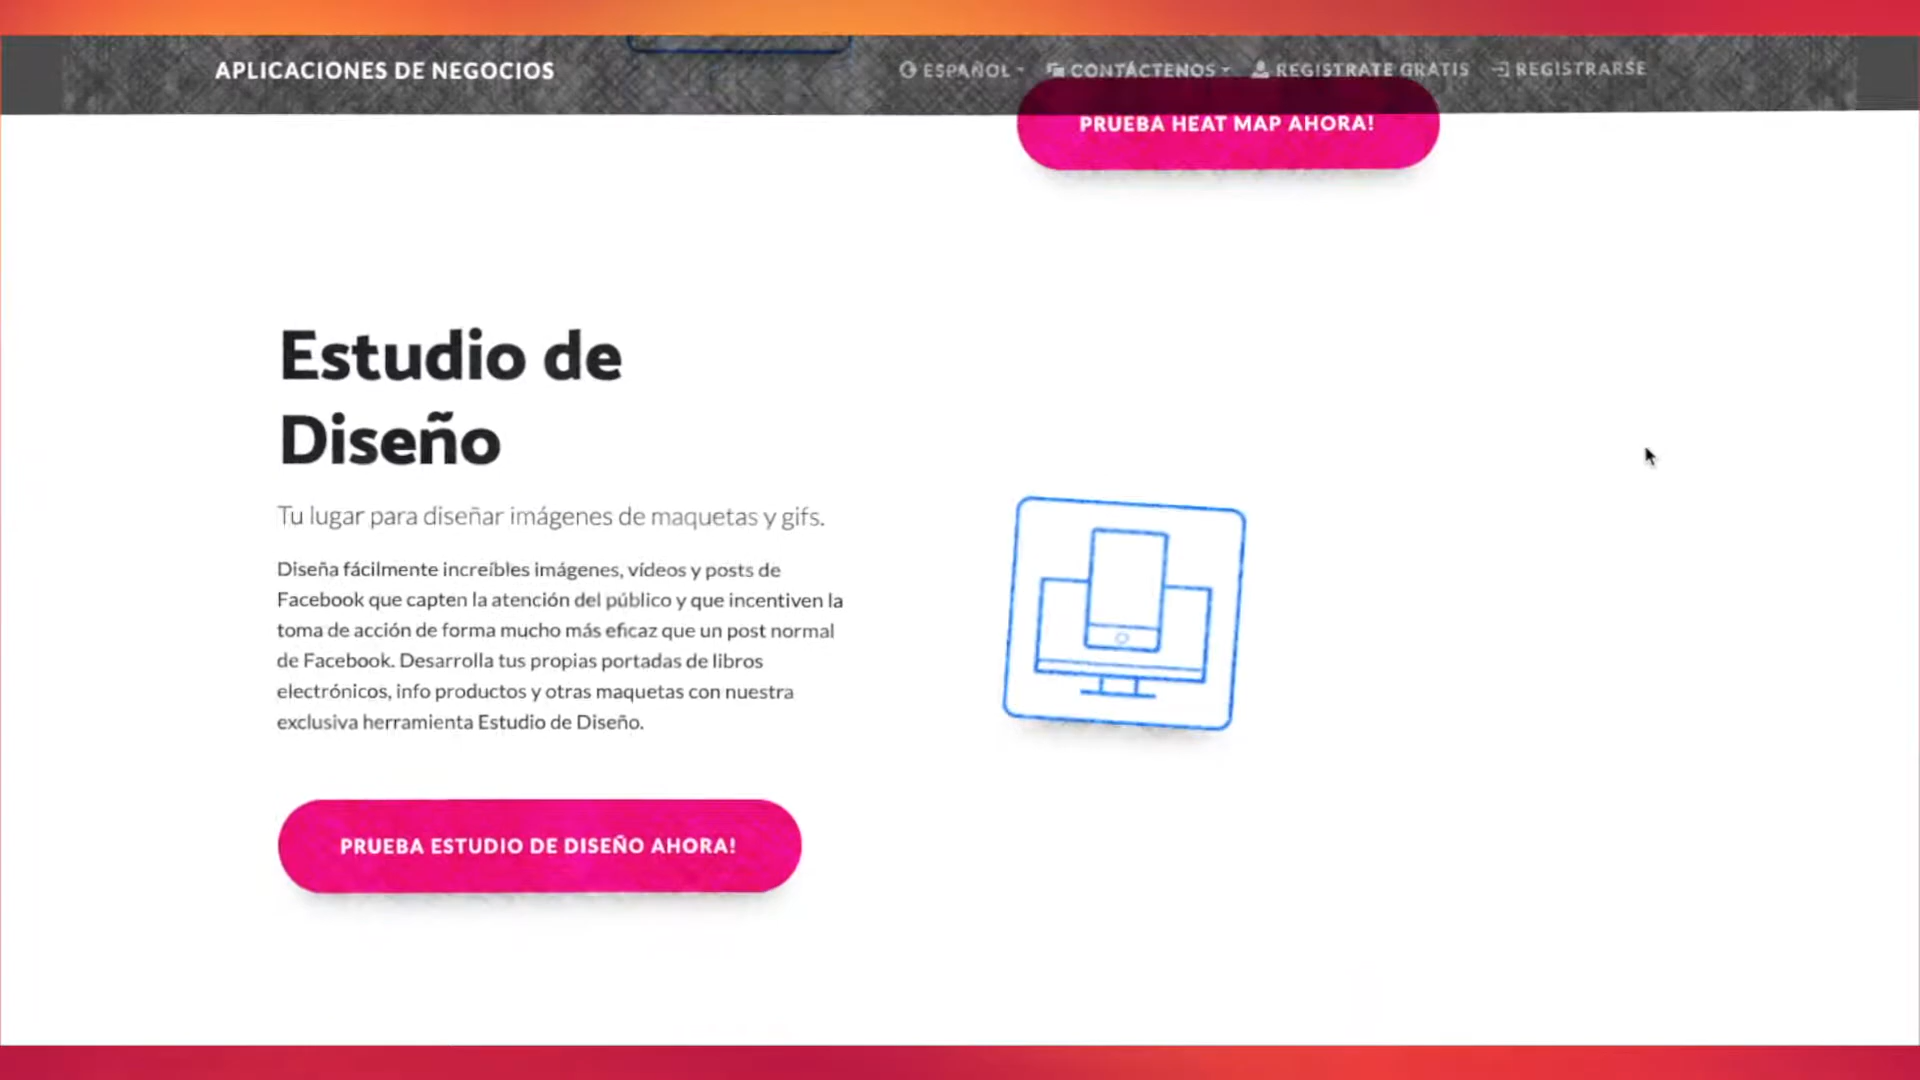 APLICACIONES DE NEGOCIOS
ESPAÑOL
CONTÁCTENOS
REGISTRATE GRATIS
REGISTRARSE
PRUEBA HEAT MAP AHORA!
Estudio de
Diseño
Tu lugar para diseñar imágenes de maquetas y gifs.
Diseña fácilmente increíbles imágenes, vídeos y posts de
Facebook que capten la atención del público y que incentiven la
toma de acción de forma mucho más eficaz que un post normal
de Facebook. Desarrolla tus propias portadas de libros
electrónicos, info productos y otras maquetas con nuestra
exclusiva herramienta Estudio de Diseño.
PRUEBA ESTUDIO DE DISEÑO AHORA!